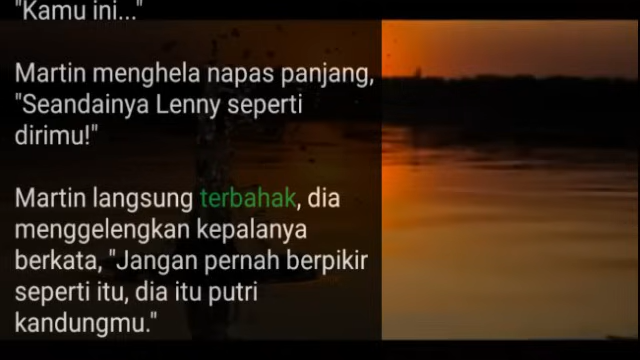 "Kamu ini..."
Martin menghela napas panjang,
"Seandainya Lenny seperti
dirimu!"
Martin langsung terbahak, dia
menggelengkan kepalanya
berkata, "Jangan pernah berpikir
seperti itu, dia itu putri
kandungmu."